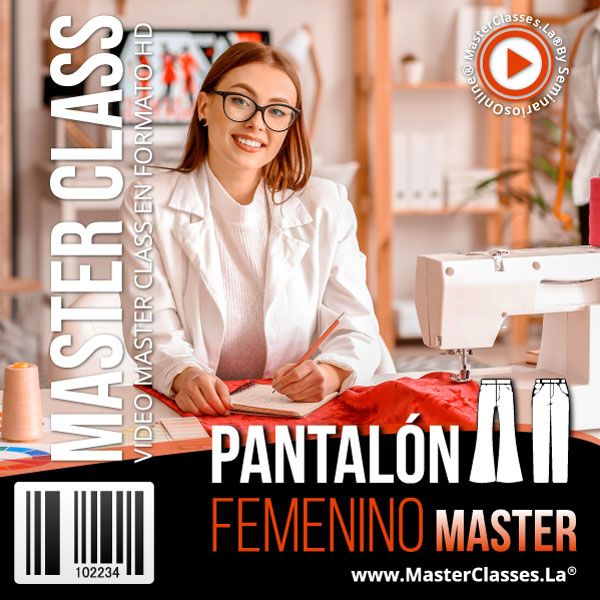 MASTER CLASS
VIDEO MASTER CLASS EN FORMATO HD
MasterClasses.La® By SeminariosOnline®
PANTALÓN
FEMENINO MASTER
102234
www.MasterClasses.La®